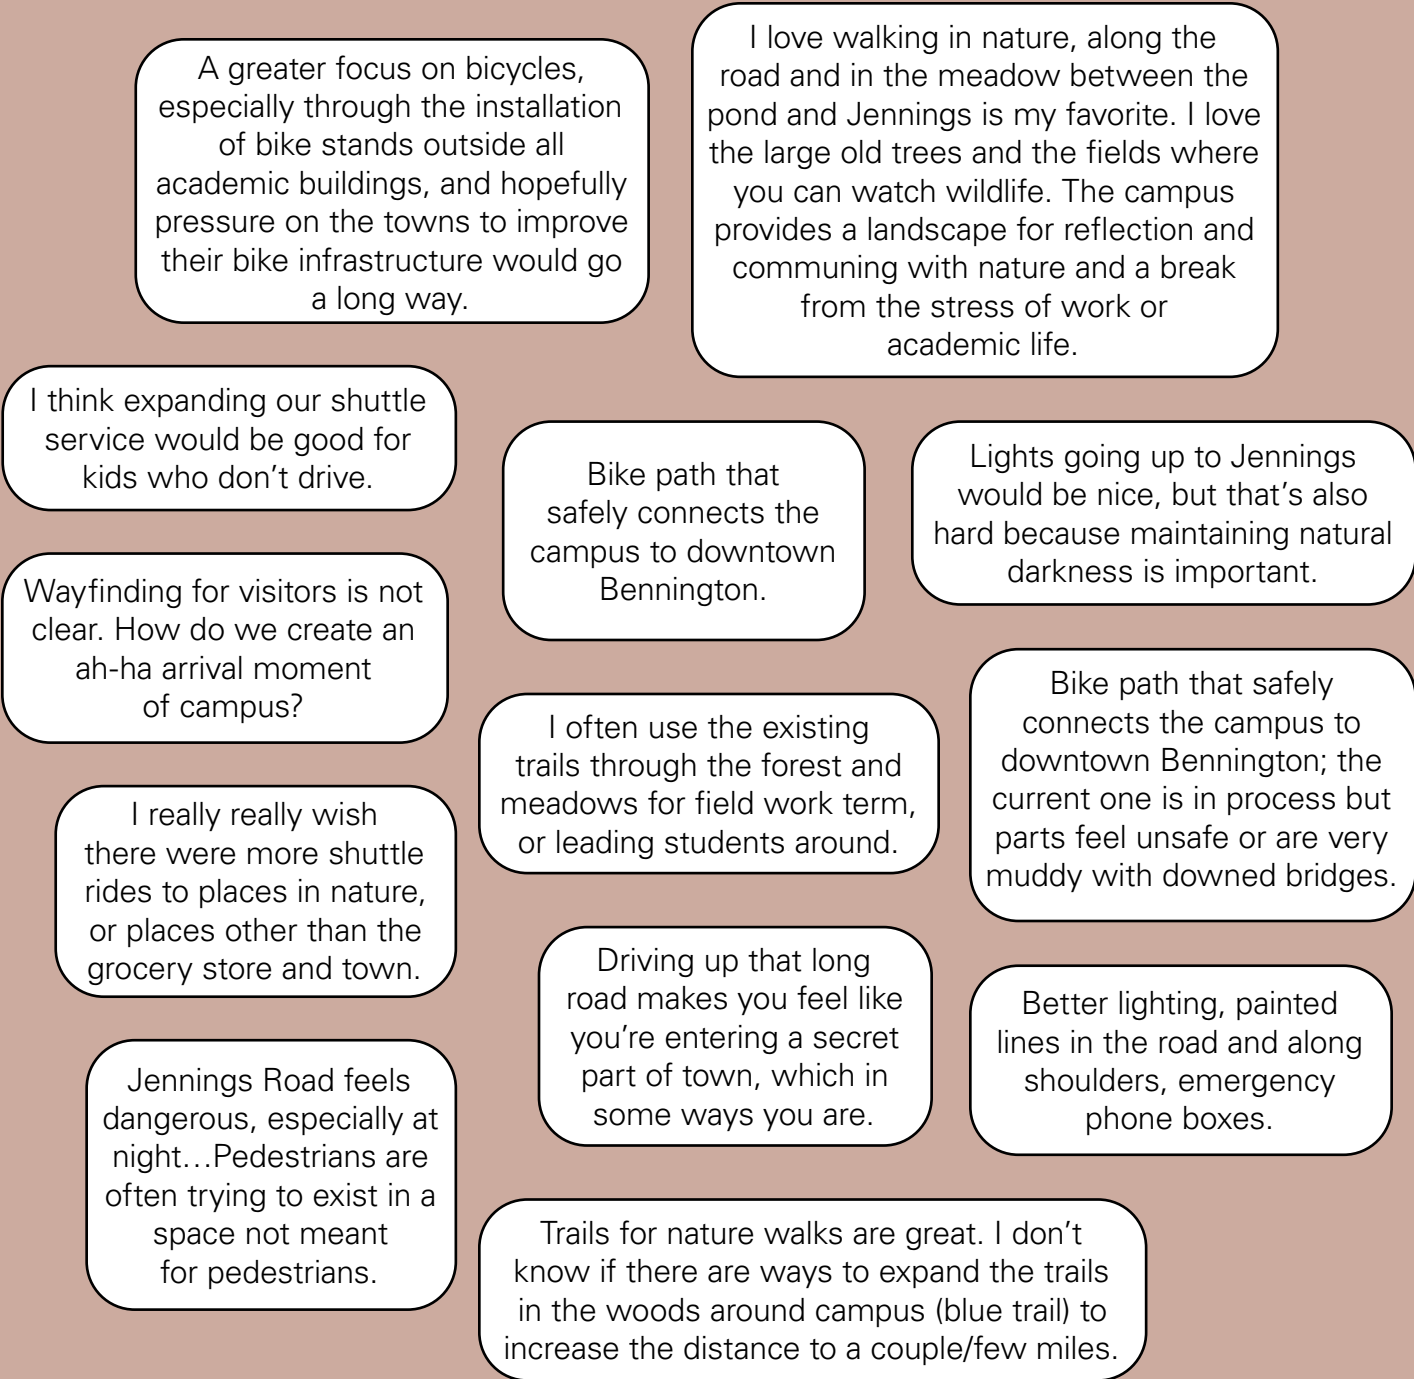 A greater focus on bicycles,
especially through the installation
of bike stands outside all
academic buildings, and hopefully
pressure on the towns to improve
their bike infrastructure would go
a long way.
I love walking in nature, along the
road and in the meadow between the
pond and Jennings is my favorite. I love
the large old trees and the fields where
you can watch wildlife. The campus
provides a landscape for reflection and
communing with nature and a break
from the stress of work or
academic life.
I think expanding our shuttle
service would be good for
kids who don’t drive.
Bike path that
safely connects the
campus to downtown
Bennington.
Lights going up to Jennings
would be nice, but that’s also
hard because maintaining natural
darkness is important.
Wayfinding for visitors is not
clear. How do we create an
ah-ha arrival moment
of campus?
I often use the existing
trails through the forest and
meadows for field work term,
or leading students around.
Bike path that safely
connects the campus to
downtown Bennington; the
current one is in process but
parts feel unsafe or are very
muddy with downed bridges.
I really really wish
there were more shuttle
rides to places in nature,
or places other than the
grocery store and town.
Driving up that long
road makes you feel like
you’re entering a secret
part of town, which in
some ways you are.
Better lighting, painted
lines in the road and along
shoulders, emergency
phone boxes.
Jennings Road feels
dangerous, especially at
night…Pedestrians are
often trying to exist in a
space not meant
for pedestrians.
Trails for nature walks are great. I don’t
know if there are ways to expand the trails
in the woods around campus (blue trail) to
increase the distance to a couple/few miles.